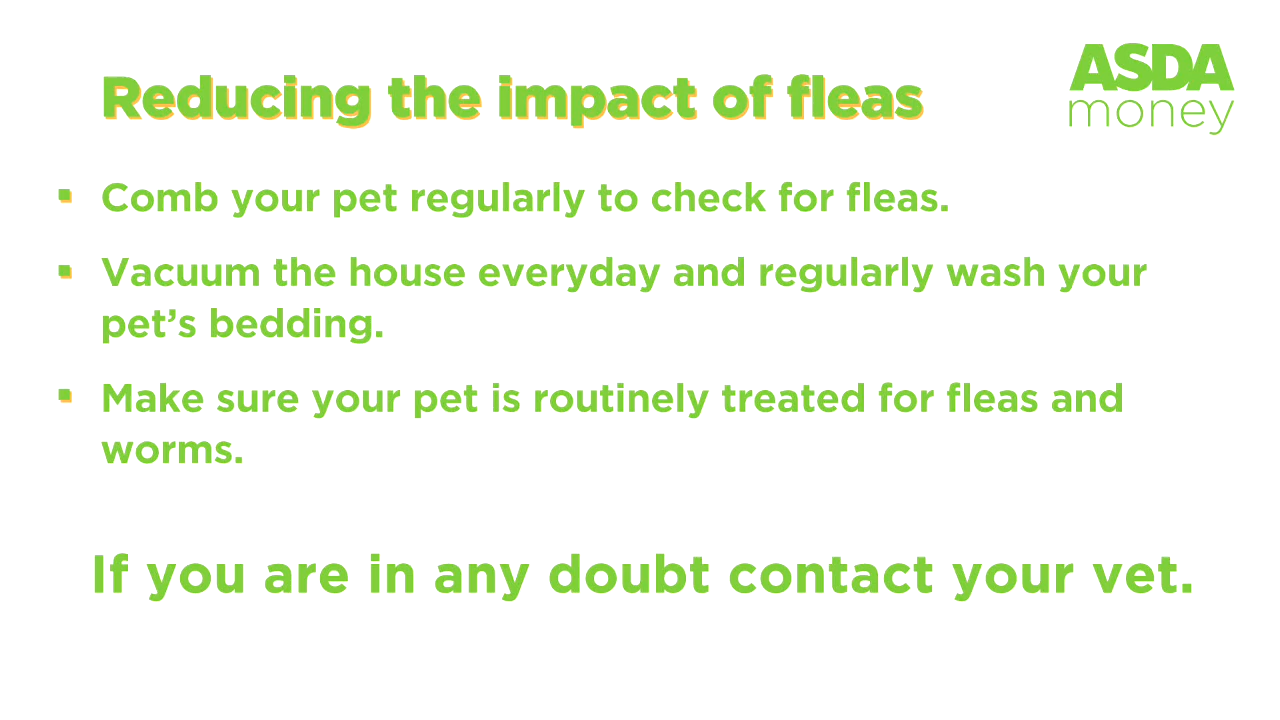 ASDA
money
Reducing the impact of fleas
▪ Comb your pet regularly to check for fleas.
▪ Vacuum the house everyday and regularly wash your
pet’s bedding.
▪ Make sure your pet is routinely treated for fleas and
worms.
If you are in any doubt contact your vet.